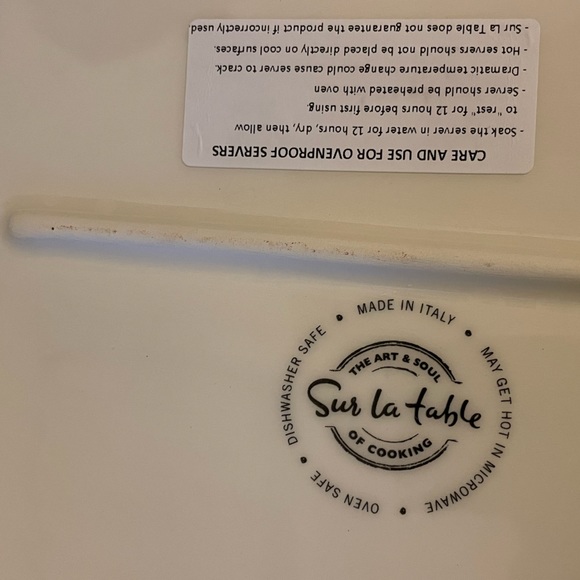 CARE AND USE FOR OVENPROOF SERVERS
- Soak the server in water for 12 hours, dry, then allow
to "rest" for 12 hours before first using.
- Server should be preheated with oven
- Dramatic temperature change could cause server to crack.
- Hot servers should not be placed directly on cool surfaces.
- Sur La Table does not guarantee the product if incorrectly used
MADE IN ITALY • MAY GET HOT IN MICROWAVE • OVEN SAFE • DISHWASHER SAFE •
THE ART & SOUL
Sur la table
OF COOKING